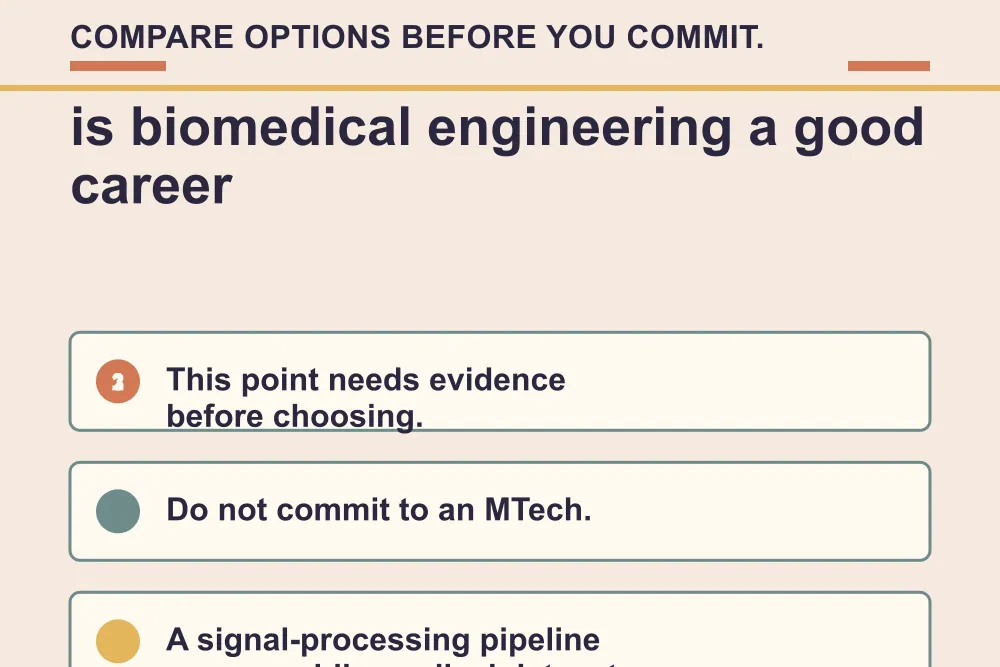 COMPARE OPTIONS BEFORE YOU COMMIT.
is biomedical engineering a good
career
This point needs evidence
before choosing.
Do not commit to an MTech.
A signal-processing pipeline